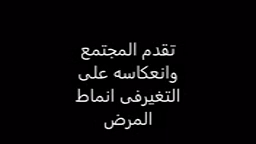 تقدم المجتمع
وانعكاسه على
التغيرفى انماط
المرض